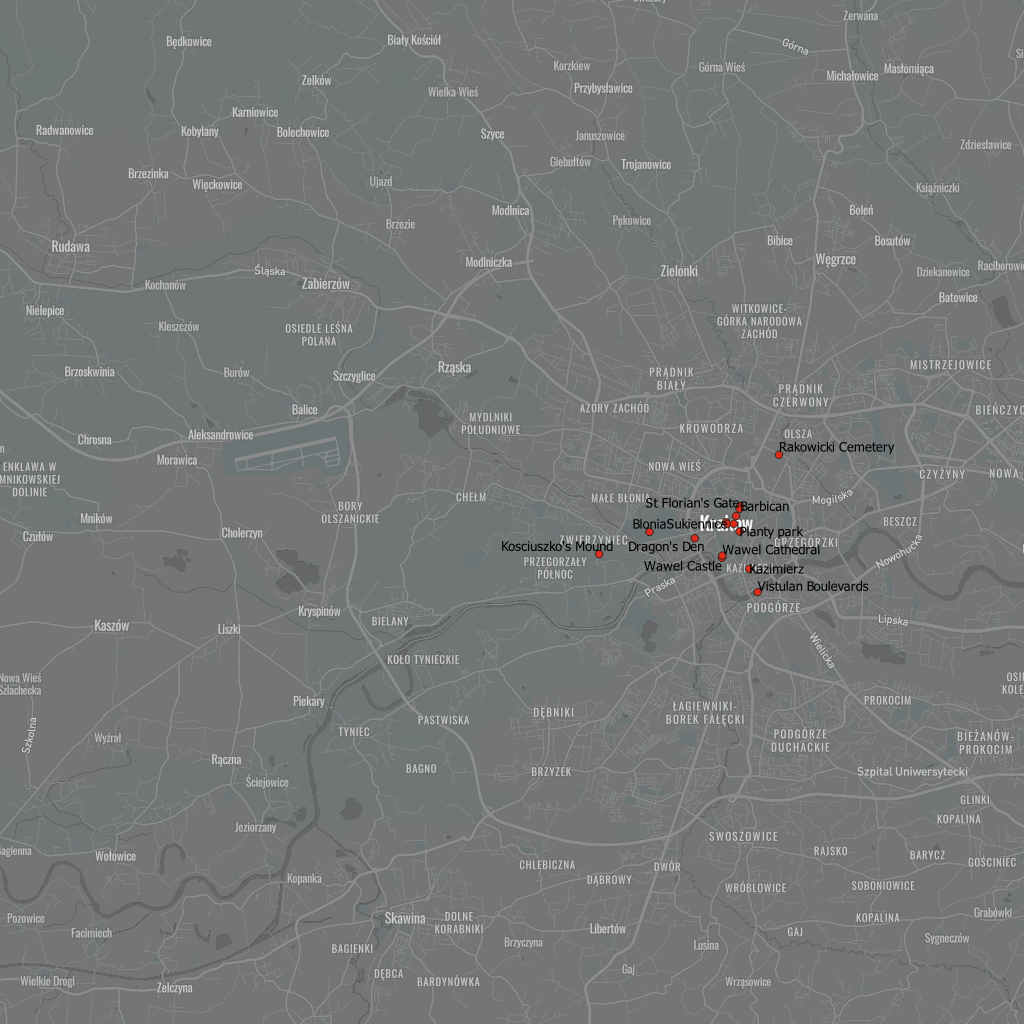 Zerwana
Będkowice
Biały Kościół
Górna
Korzkiew
Górna Wieś
Masłomiąca
Michałowice
Zelków
Wielka Wieś
Przybysławice
Karniowice
Radwanowice
Kobylany
Bolechowice
Szyce
Januszowice
Zdziesławice
Giebułtów
Trojanowice
Brzezinka
Więckowice
Ujazd
Książniczki
Modlnica
Boleń
Brzezie
Pękowice
Rudawa
Bibice
Bosutów
Modlniczka
Węgrzce
Śląska
Zielonki
Dziekanowice
Raciborowic
Kochanów
Zabierzów
Batowice
Nielepice
WITKOWICE-
GÓRKA NARODOWA
ZACHÓD
Kleszczów
OSIEDLE LEŚNA
POLANA
Brzoskwinia
Burów
Szczyglice
Rząska
PRĄDNIK
BIAŁY
MISTRZEJOWICE
PRĄDNIK
CZERWONY
Balice
AZORY ZACHÓD
BIEŃCZYC
MYDLNIKI
POŁUDNIOWE
KROWODRZA
OLSZA
Chrosna
Aleksandrowice
Rakowicki Cemetery
Morawica
ENKLAWA W
MNIKOWSKIEJ
DOLINIE
NOWA WIEŚ
CZYŻYNY
NOWA
CHEŁM
MAŁE BŁONIA
Mogilska
St Florian's Gate
Barbican
BORY
OLSZANICKIE
Mników
Kraków
BESZCZ
Blonia
Sukiennice
Planty park
Czułów
Cholerzyn
ZWIERZYNIEC
GRZEGÓRZKI
Nowohucka
Kosciuszko's Mound
Dragon's Den
Wawel Cathedral
PRZEGORZAŁY
PÓŁNOC
Wawel Castle
Kazimierz
Praska
Vistulan Boulevards
PODGÓRZE
Kryspinów
BIELANY
Lipska
Kaszów
Liszki
Wielicka
KOŁO TYNIECKIE
Nowa Wieś
Szlachecka
Piekary
PROKOCIM
ŁAGIEWNIKI-
BOREK FAŁĘCKI
DĘBNIKI
PASTWISKA
Szkolna
Wyźrał
TYNIEC
PODGÓRZE
DUCHACKIE
BIEŻANÓW-
PROKOCIM
Rączna
BAGNO
BRZYZEK
Szpital Uniwersytecki
Ściejowice
GLINKI
KOPALINA
Jeziorzany
SWOSZOWICE
RAJSKO
BARYCZ
Wołowice
CHLEBICZNA
DWÓR
GOŚCINIEC
Kopanka
DĄBROWY
WRÓBLOWICE
SOBONIOWICE
Pozowice
Skawina
DOLNE
KORABNIKI
KOPALINA
Grabówki
Facimiech
Libertów
GAJ
Sygneczów
BAGIENKI
Brzyczyna
Lusina
DĘBCA
Gaj
Wielkie Drogi
BARDYNÓWKA
Wrząsowice
Zelczyna